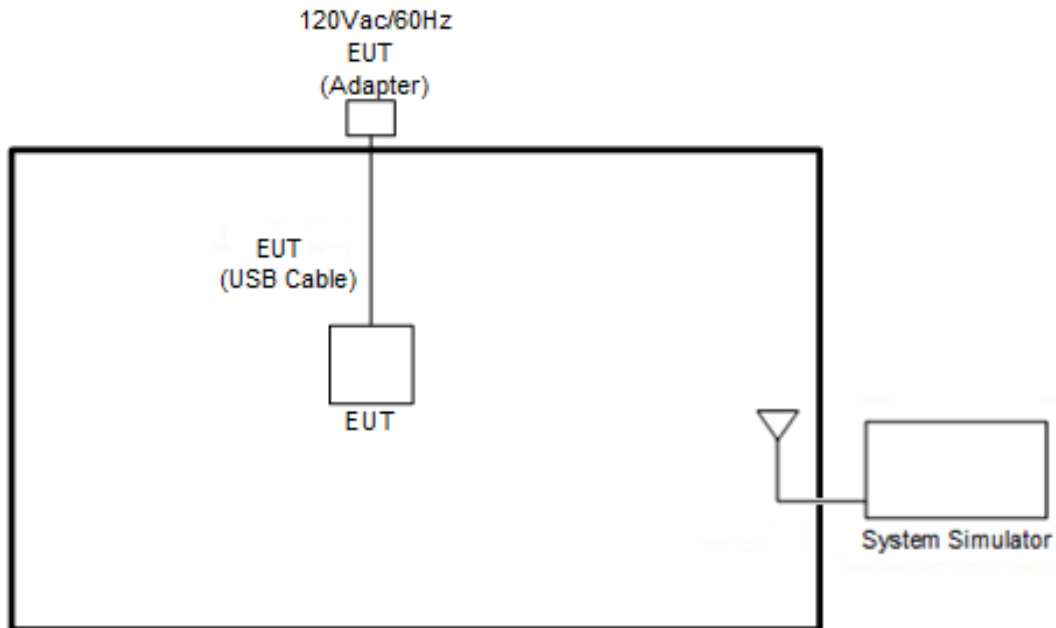 120Vac/60Hz
EUT
(Adapter)
EUT
(USB Cable)
EUT
System Simulator